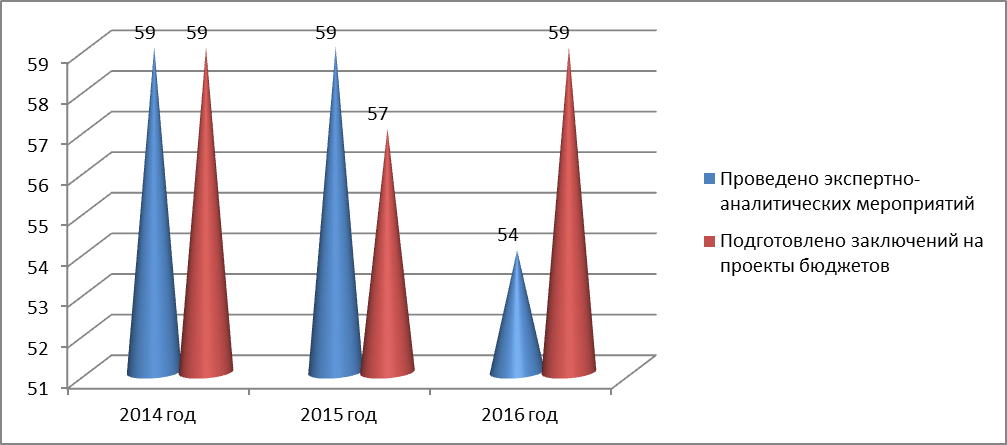 59
59
59
57
54
59
59
58
57
56
55
54
53
52
51
2014 год
2015 год
2016 год
Проведено экспертно-
аналитических мероприятий
Подготовлено заключений на
проекты бюджетов